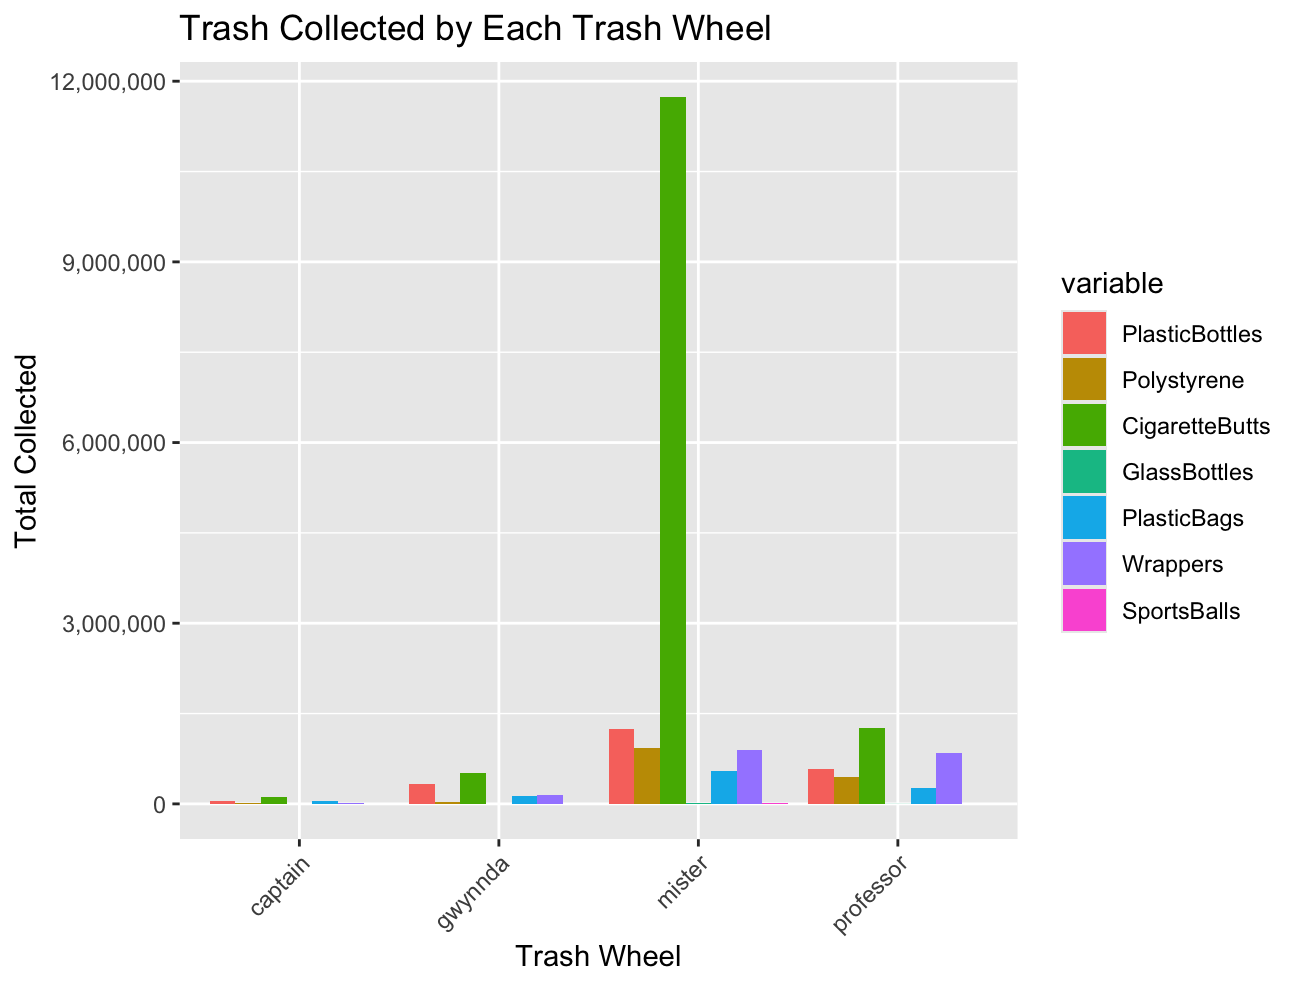 Trash Collected by Each Trash Wheel
12,000,000
9,000,000
6,000,000
3,000,000
0
Total Collected
captain
gwynnda
mister
professor
Trash Wheel
variable
PlasticBottles
Polystyrene
CigaretteButts
GlassBottles
PlasticBags
Wrappers
SportsBalls